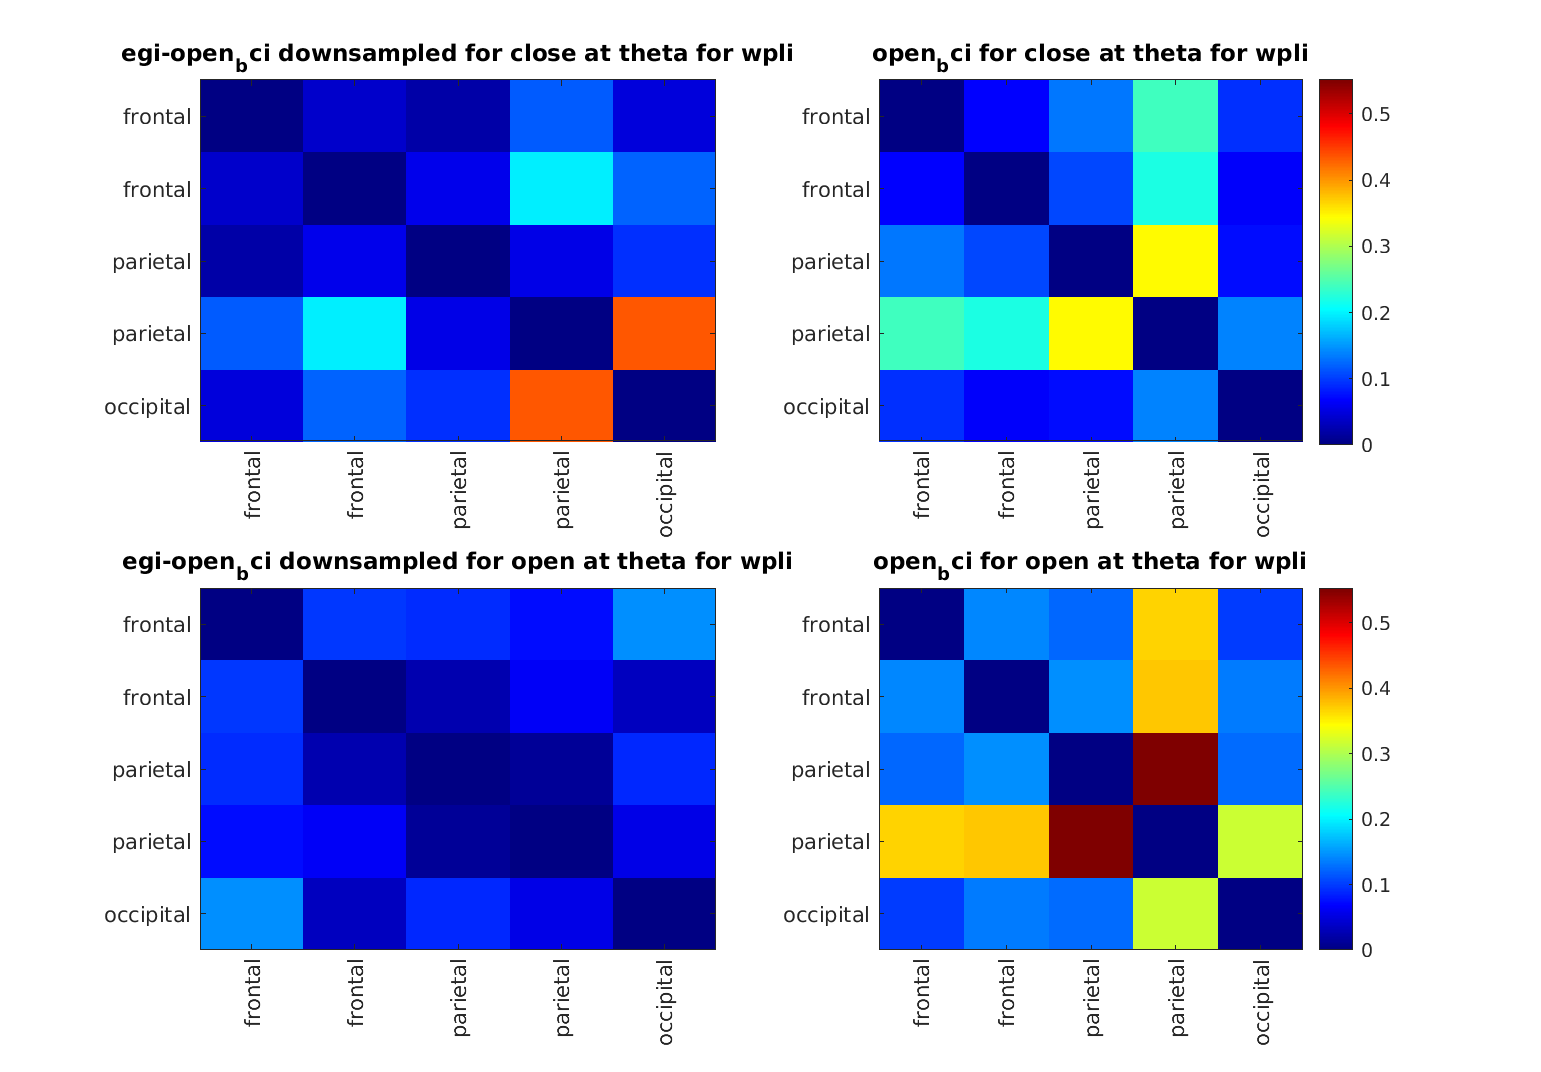 egi-open_bci downsampled for close at theta for wpli
frontal
frontal
parietal
parietal
occipital
frontal
frontal
parietal
parietal
occipital
open_bci for close at theta for wpli
frontal
frontal
parietal
parietal
occipital
frontal
frontal
parietal
parietal
occipital
0.5
0.4
0.3
0.2
0.1
0
egi-open_bci downsampled for open at theta for wpli
frontal
frontal
parietal
parietal
occipital
frontal
frontal
parietal
parietal
occipital
open_bci for open at theta for wpli
frontal
frontal
parietal
parietal
occipital
frontal
frontal
parietal
parietal
occipital
0.5
0.4
0.3
0.2
0.1
0